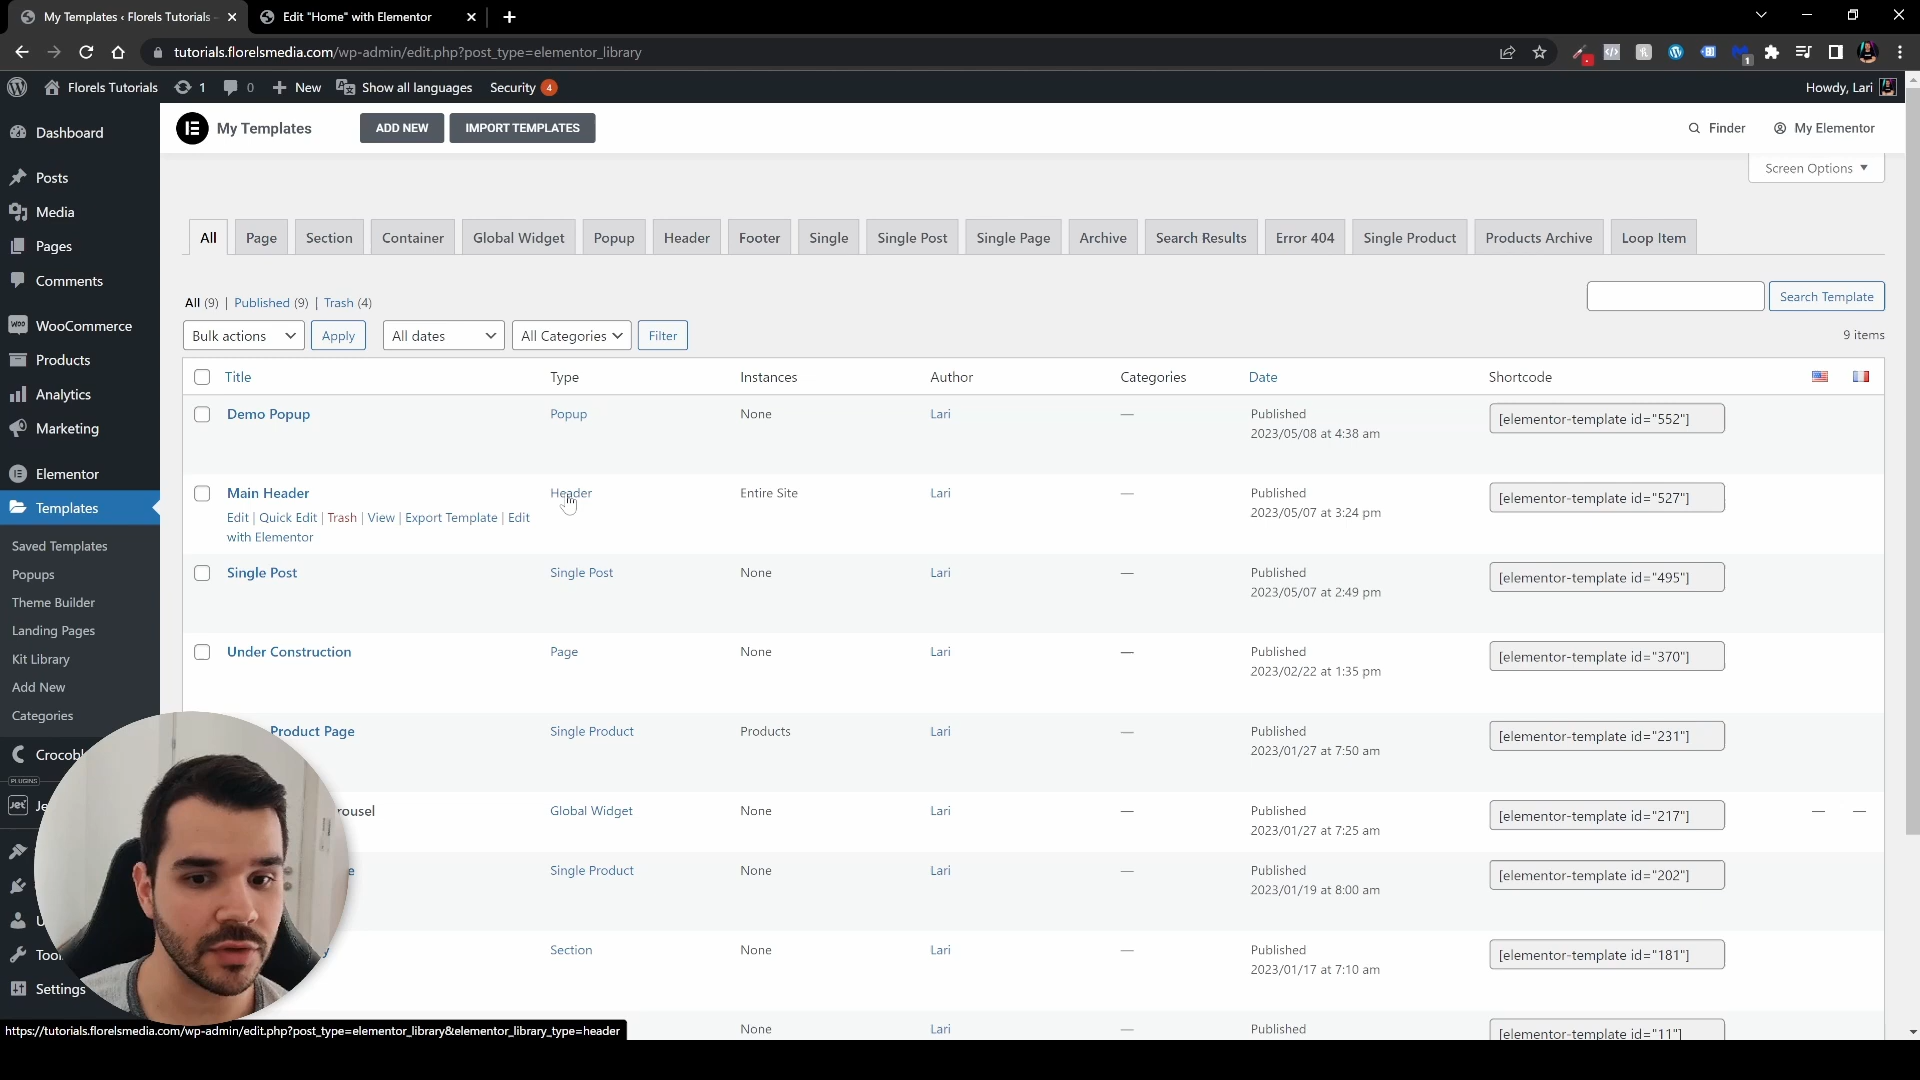 My Templates ‹ Florels Tutorials
Edit "Home" with Elementor
tutorials.florelsmedia.com/wp-admin/edit.php?post_type=elementor_library
Florels Tutorials
1
0
New
Show all languages
Security 4
Howdy, Lari
Dashboard
Posts
Media
Pages
Comments
WooCommerce
Products
Analytics
Marketing
Elementor
Templates
Saved Templates
Popups
Theme Builder
Landing Pages
Kit Library
Add New
Categories
PLUGINS
Settings
My Templates
ADD NEW
IMPORT TEMPLATES
Finder
My Elementor
Screen Options
All
Page
Section
Container
Global Widget
Popup
Header
Footer
Single
Single Post
Single Page
Archive
Search Results
Error 404
Single Product
Products Archive
Loop Item
All (9) | Published (9) | Trash (4)
Search Template
Bulk actions
Apply
All dates
All Categories
Filter
9 items
Title Type Instances Author Categories Date Shortcode
Demo Popup Popup None Lari — Published [elementor-template id="552"]
2023/05/08 at 4:38 am
Main Header Header Entire Site Lari — Published [elementor-template id="527"]
2023/05/07 at 3:24 pm
Edit | Quick Edit | Trash | View | Export Template | Edit
with Elementor
Single Post Single Post None Lari — Published [elementor-template id="495"]
2023/05/07 at 2:49 pm
Under Construction Page None Lari — Published [elementor-template id="370"]
2023/02/22 at 1:35 pm
Product Page Single Product Products Lari — Published [elementor-template id="231"]
2023/01/27 at 7:50 am
Global Widget None Lari — Published [elementor-template id="217"] — —
2023/01/27 at 7:25 am
Single Product None Lari — Published [elementor-template id="202"]
2023/01/19 at 8:00 am
Section None Lari — Published [elementor-template id="181"]
2023/01/17 at 7:10 am
None Lari — Published [elementor-template id="11"]
https://tutorials.florelsmedia.com/wp-admin/edit.php?post_type=elementor_library&elementor_library_type=header